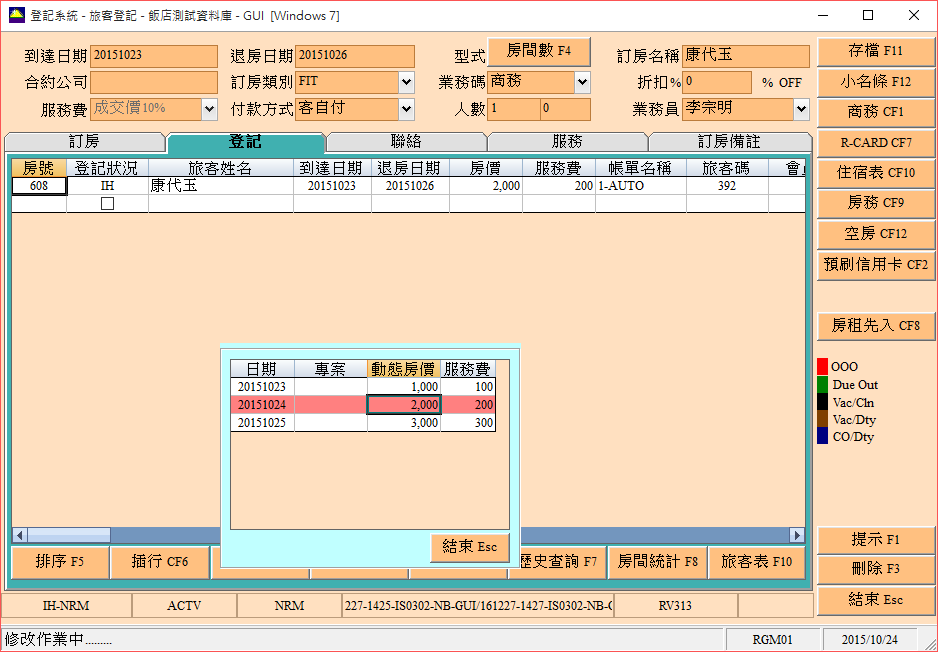 登記系統 - 旅客登記 - 飯店測試資料庫 - GUI [Windows 7]
到達日期 20151023 退房日期 20151026 型式 房間數 F4 訂房名稱 康代玉
合約公司 訂房類別 FIT 業務碼 商務 折扣% 0 % OFF
服務費 成交價10% 付款方式 客自付 人數 1 0 業務員 李宗明
訂房 登記 聯絡 服務 訂房備註
房號 登記狀況 旅客姓名 到達日期 退房日期 房價 服務費 帳單名稱 旅客碼
608 IH 康代玉 20151023 20151026 2,000 200 1-AUTO 392
日期 專案 動態房價 服務費
20151023 1,000 100
20151024 2,000 200
20151025 3,000 300
結束 Esc
排序 F5 插行 CF6 歷史查詢 F7 房間統計 F8 旅客表 F10
存檔 F11
小名條 F12
商務 CF1
R-CARD CF7
住宿表 CF10
房務 CF9
空房 CF12
預刷信用卡 CF2
房租先入 CF8
OOO
Due Out
Vac/Cln
Vac/Dty
CO/Dty
提示 F1
刪除 F3
結束 Esc
IH-NRM ACTV NRM 227-1425-IS0302-NB-GUI/161227-1427-IS0302-NB-C RV313
修改作業中......... RGM01 2015/10/24